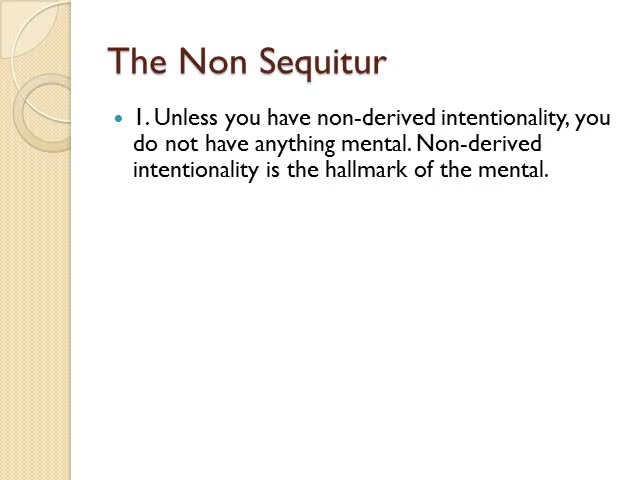 The Non Sequitur
1. Unless you have non-derived intentionality, you
do not have anything mental. Non-derived
intentionality is the hallmark of the mental.